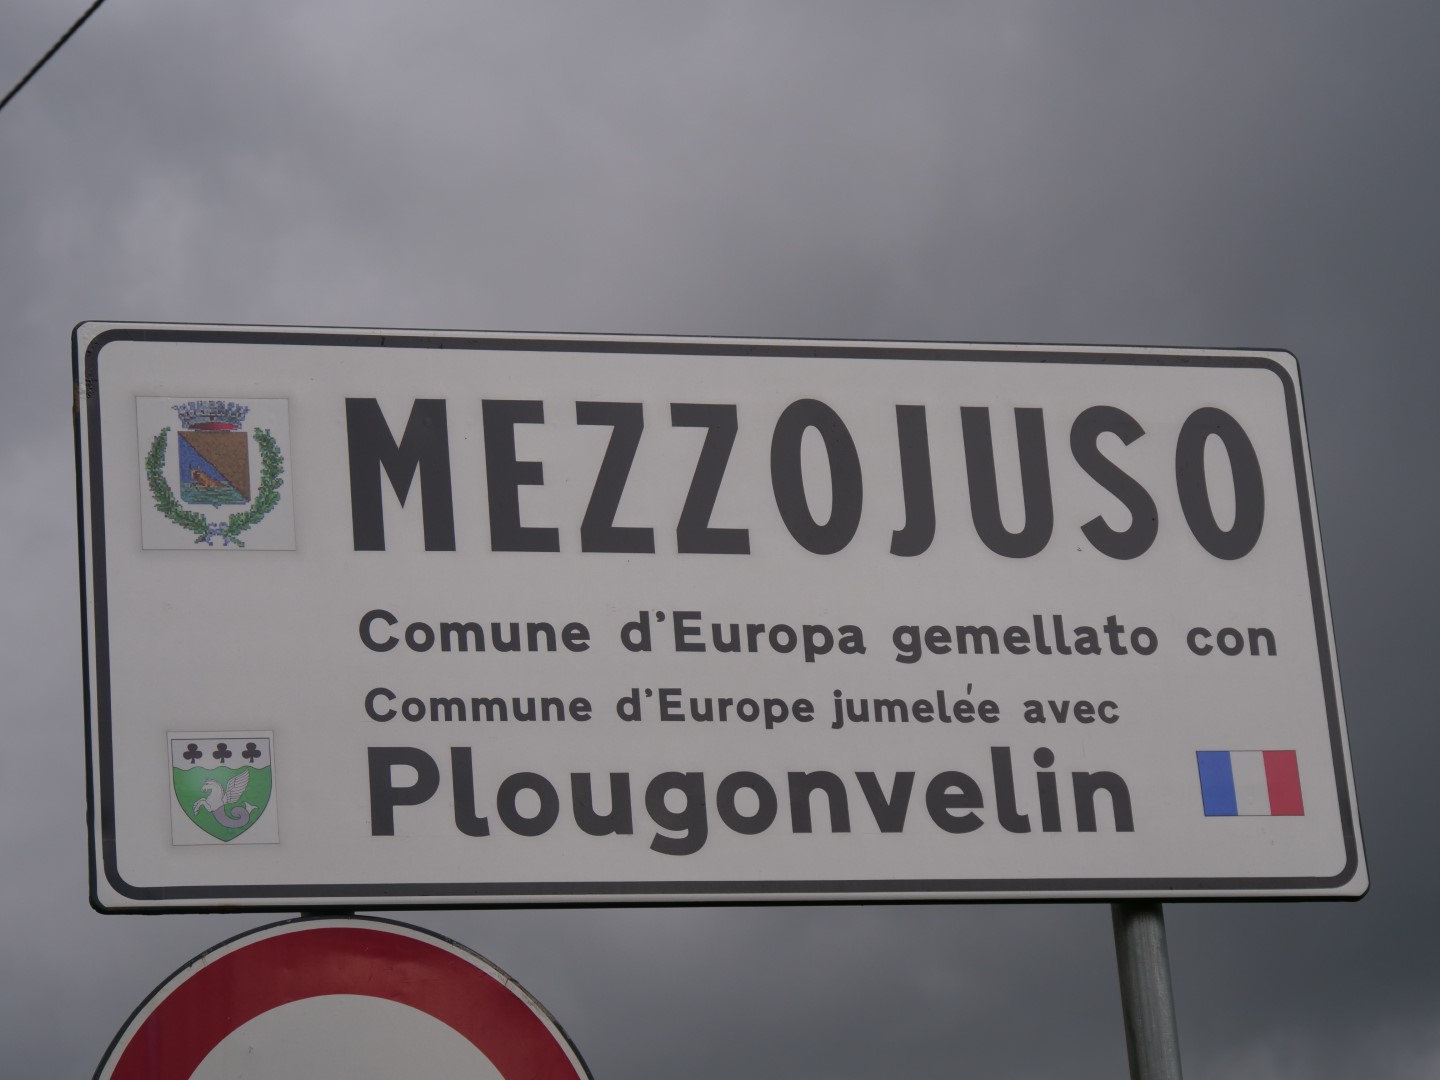 MEZZOJUSO
Comune d'Europa gemellato con
Commune d'Europe jumelée avec
Plougonvelin